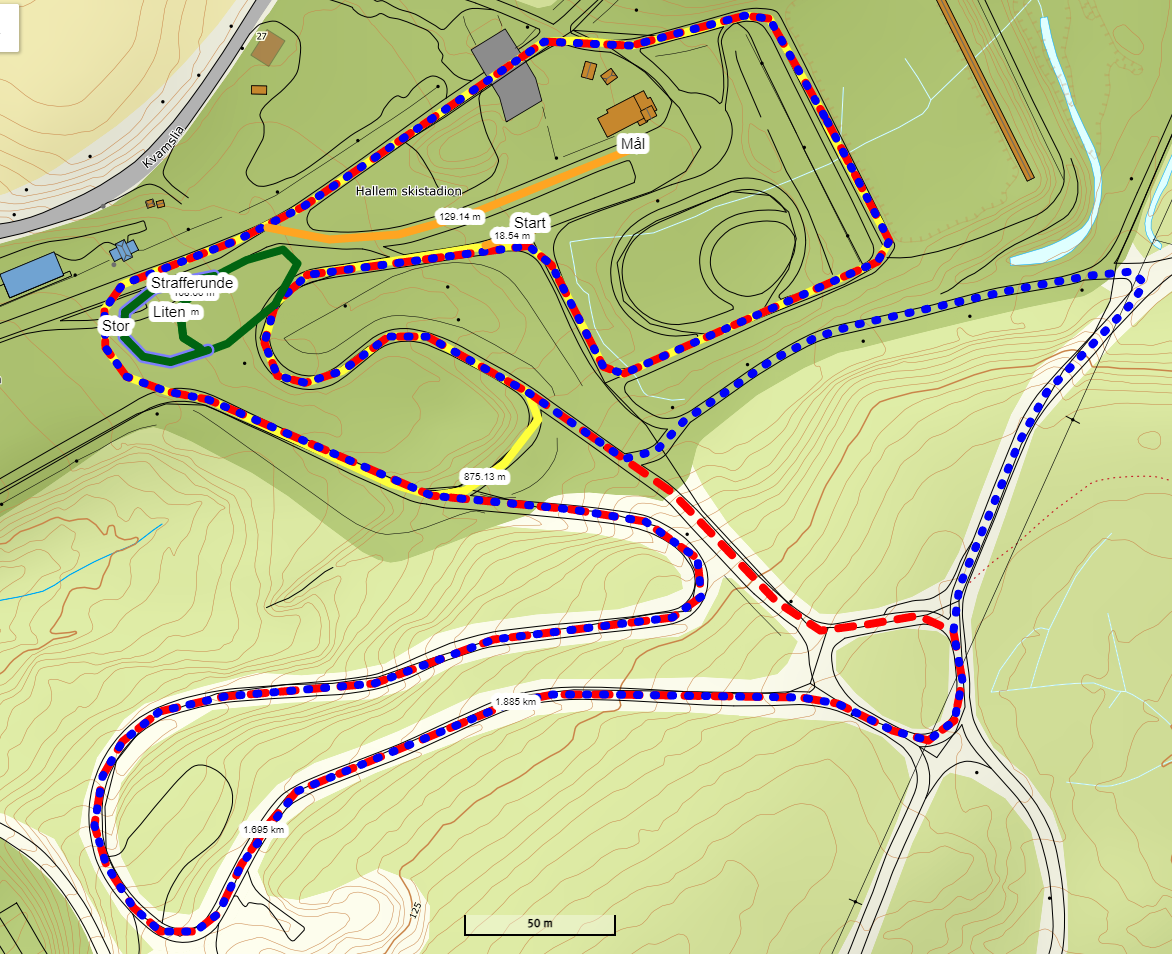 27
Kvamslia
Mål
Hallem skistadion
129.14 m
Start
18.54 m
Strafferunde
Liten m
Stor
875.13 m
1.885 km
1.695 km
125
50 m